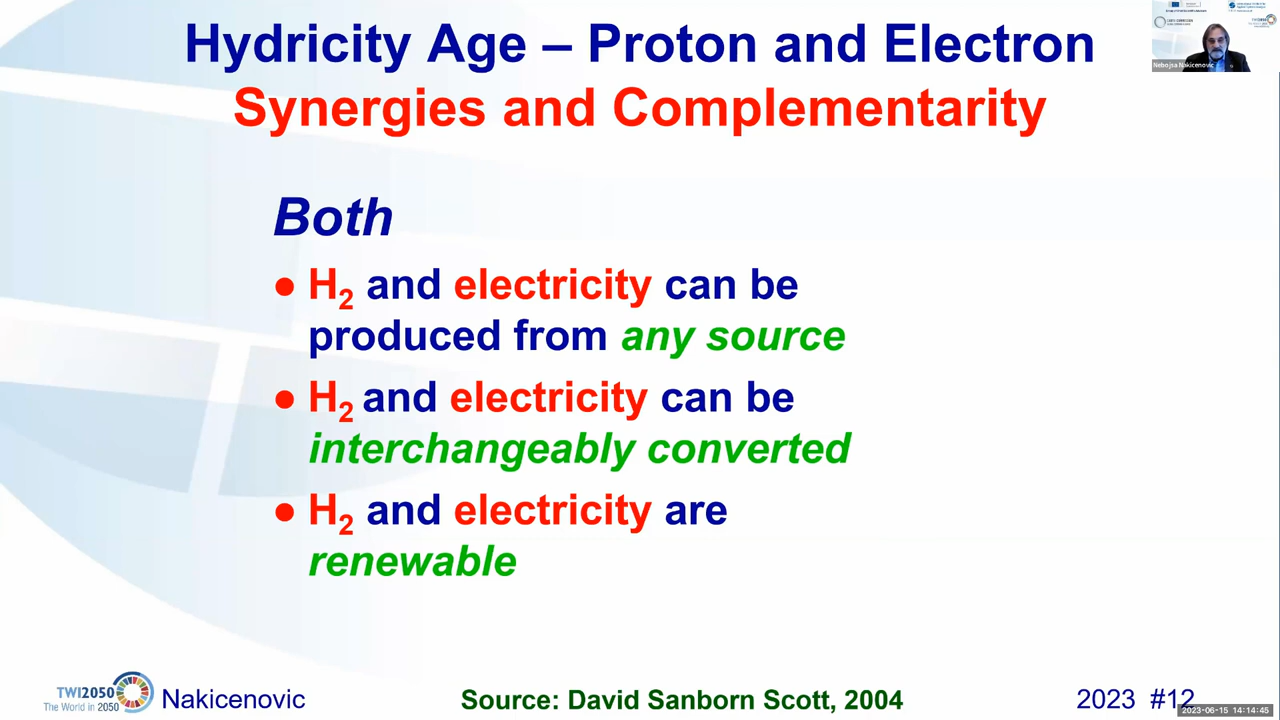 Hydricity Age – Proton and Electron
Synergies and Complementarity
Nebojsa Nakicenovic
Both
● H₂ and electricity can be
produced from any source
● H₂ and electricity can be
interchangeably converted
● H₂ and electricity are
renewable
TWI2050
The World in 2050
Nakicenovic
Source: David Sanborn Scott, 2004
2023 #12
2023-06-15 14:14:45